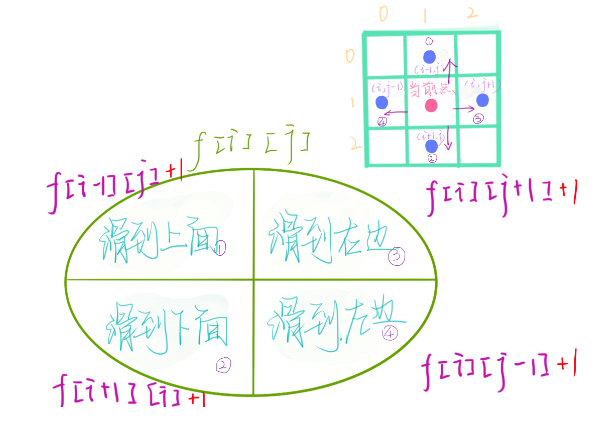 0 1 2
0
①
(i-1,j)
(i,j-1) 当前点 (i,j+1)
1
④ ③
(i+1,j)
2
②
f[i][j]
f[i-1][j]+1
f[i][j+1]+1
滑到上面①
滑到右边③
滑到下面②
滑到左边④
f[i+1][i]+1
f[i][j-1]+1